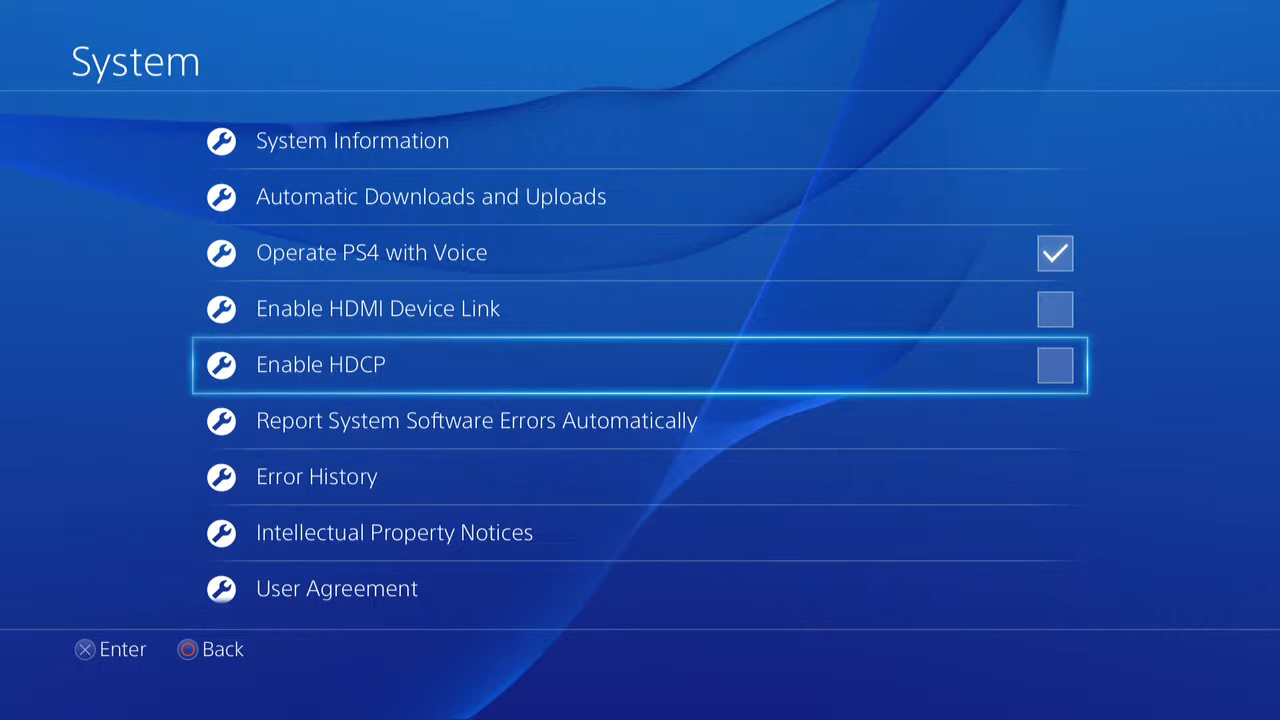 System
System Information
Automatic Downloads and Uploads
Operate PS4 with Voice
Enable HDMI Device Link
Enable HDCP
Report System Software Errors Automatically
Error History
Intellectual Property Notices
User Agreement
Enter Back